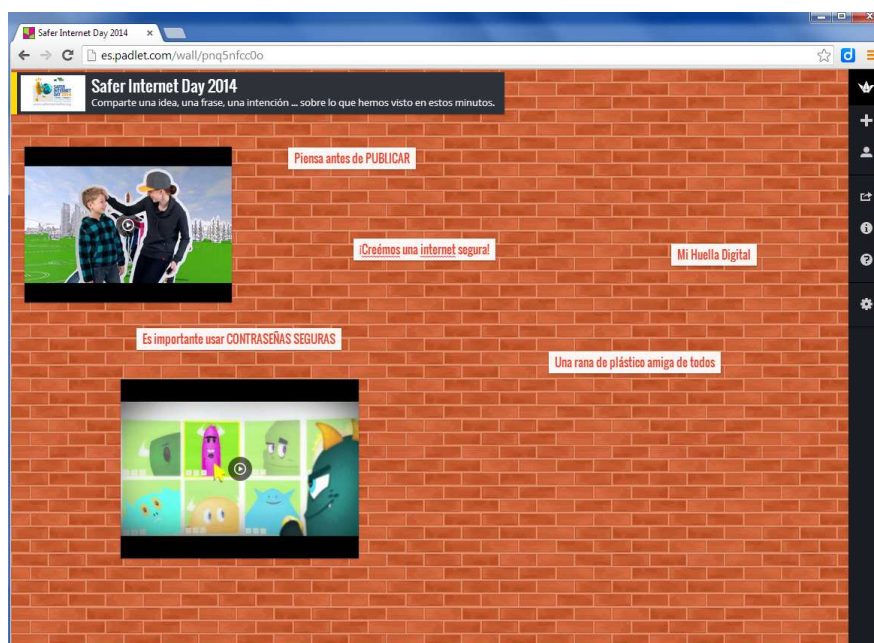 Safer Internet Day 2014
es.padlet.com/wall/pnq5nfcc0o
Safer Internet Day 2014
Comparte una idea, una frase, una intención ... sobre lo que hemos visto en estos minutos.
Piensa antes de PUBLICAR
¡Creémos una internet segura!
Mi Huella Digital
Es importante usar CONTRASEÑAS SEGURAS
Una rana de plástico amiga de todos